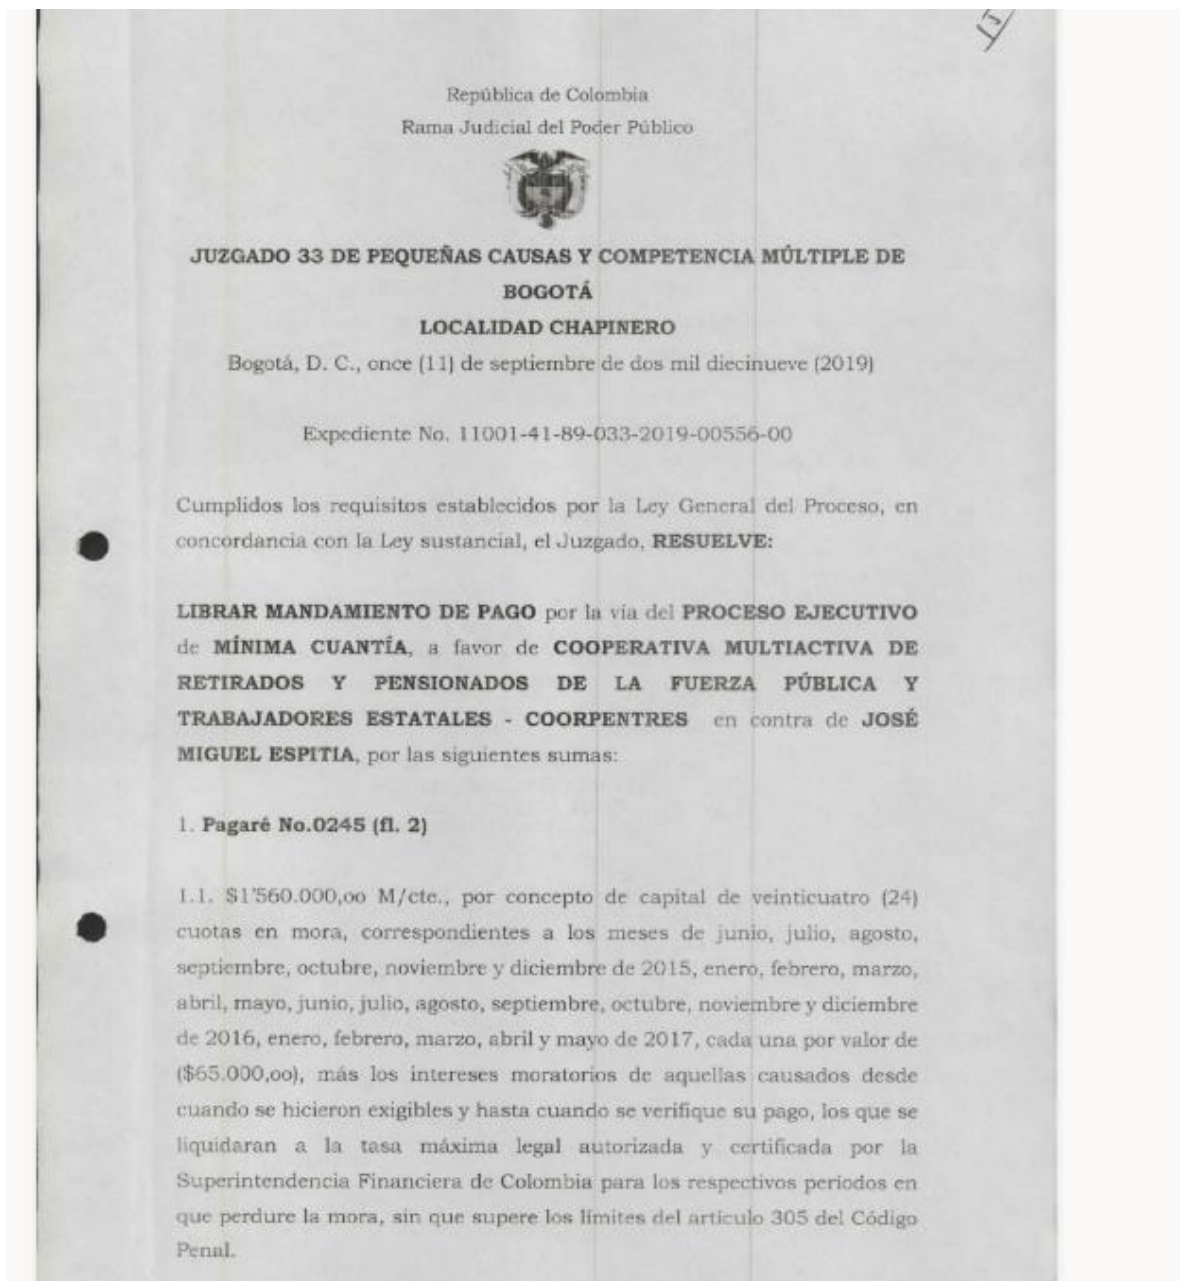 República de Colombia
Rama Judicial del Poder Público
JUZGADO 33 DE PEQUEÑAS CAUSAS Y COMPETENCIA MÚLTIPLE DE
BOGOTÁ
LOCALIDAD CHAPINERO
Bogotá, D. C., once (11) de septiembre de dos mil diecinueve (2019)
Expediente No. 11001-41-89-033-2019-00556-00
Cumplidos los requisitos establecidos por la Ley General del Proceso, en
concordancia con la Ley sustancial, el Juzgado, RESUELVE:
LIBRAR MANDAMIENTO DE PAGO por la vía del PROCESO EJECUTIVO
de MÍNIMA CUANTÍA, a favor de COOPERATIVA MULTIACTIVA DE
RETIRADOS Y PENSIONADOS DE LA FUERZA PÚBLICA Y
TRABAJADORES ESTATALES - COORPENTRES en contra de JOSÉ
MIGUEL ESPITIA, por las siguientes sumas:
1. Pagaré No.0245 (fl. 2)
1.1. $1'560.000,oo M/cte., por concepto de capital de veinticuatro (24)
cuotas en mora, correspondientes a los meses de junio, julio, agosto,
septiembre, octubre, noviembre y diciembre de 2015, enero, febrero, marzo,
abril, mayo, junio, julio, agosto, septiembre, octubre, noviembre y diciembre
de 2016, enero, febrero, marzo, abril y mayo de 2017, cada una por valor de
($65.000,oo), más los intereses moratorios de aquellas causados desde
cuando se hicieron exigibles y hasta cuando se verifique su pago, los que se
liquidaran a la tasa máxima legal autorizada y certificada por la
Superintendencia Financiera de Colombia para los respectivos periodos en
que perdure la mora, sin que supere los límites del artículo 305 del Código
Penal.